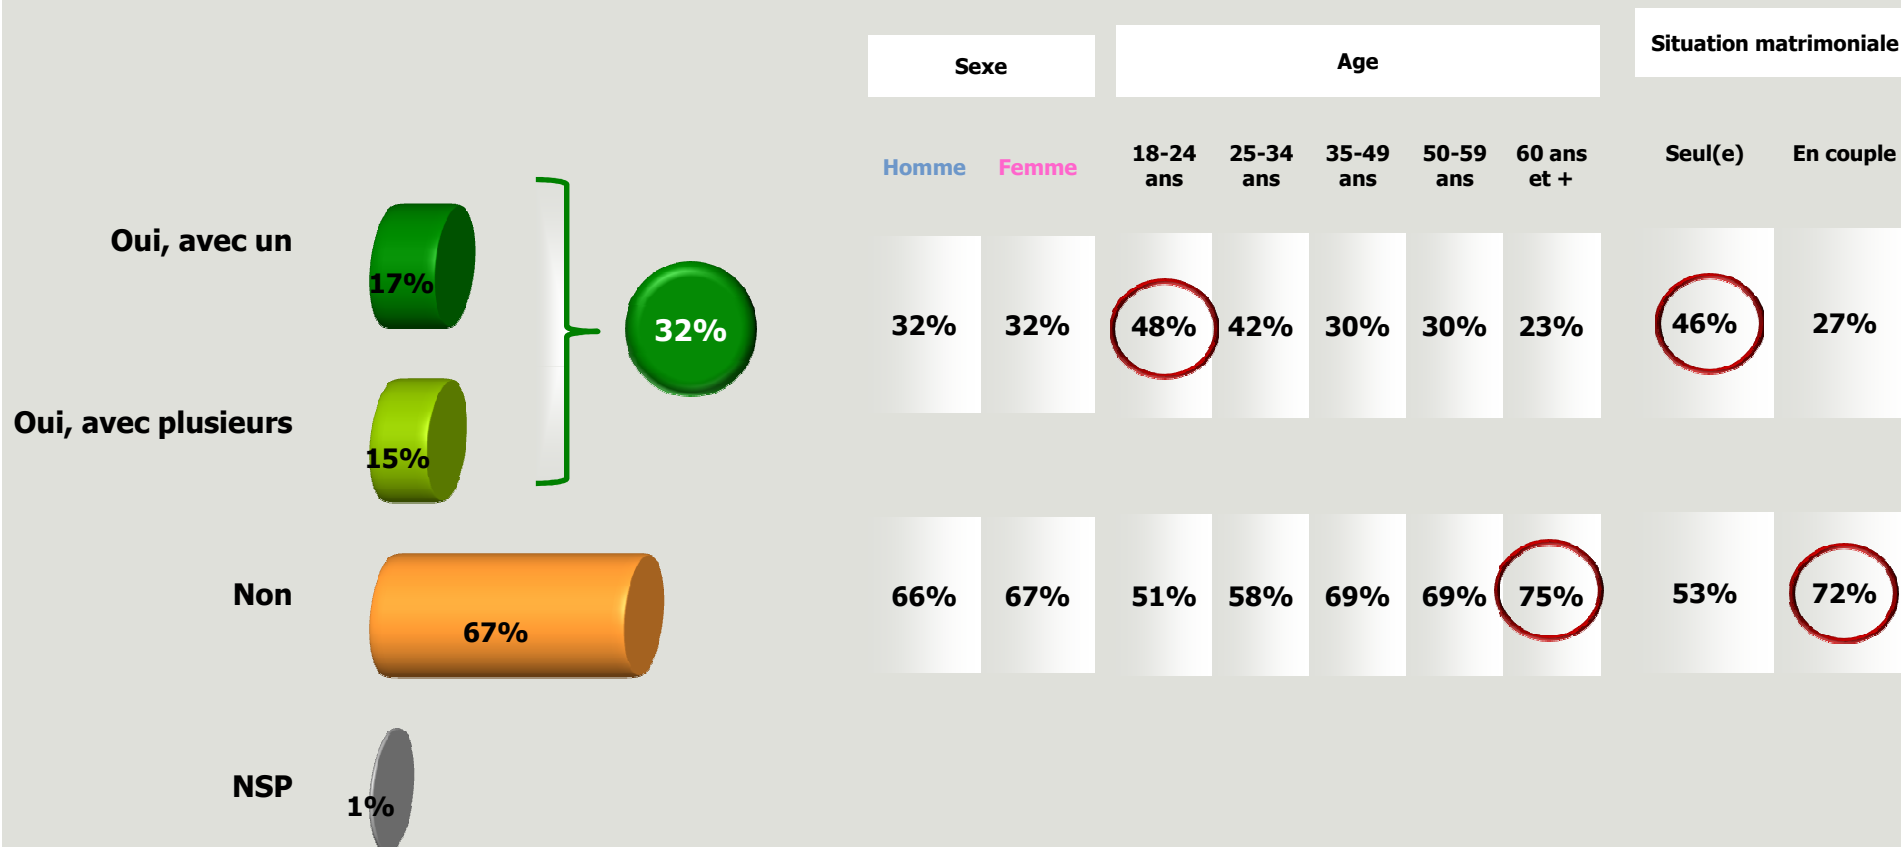 Sexe
Age
Situation matrimoniale
Homme
Femme
18-24
ans
25-34
ans
35-49
ans
50-59
ans
60 ans
et +
Seul(e)
En couple
Oui, avec un
17%
Oui, avec plusieurs
15%
32%
32%
32%
48%
42%
30%
30%
23%
46%
27%
Non
67%
66%
67%
51%
58%
69%
69%
75%
53%
72%
NSP
1%